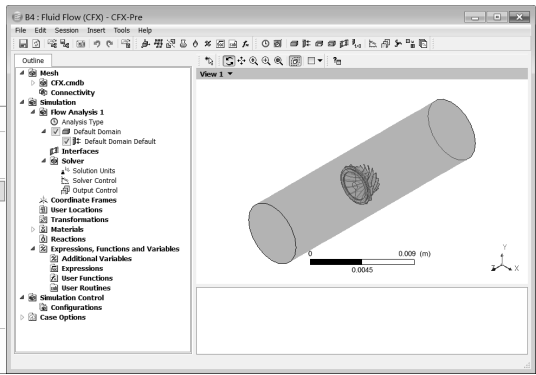 B4 : Fluid Flow (CFX) - CFX-Pre
File Edit Session Insert Tools Help
Outline
Mesh
CFX.cmdb
Connectivity
Simulation
Flow Analysis 1
Analysis Type
Default Domain
Default Domain Default
Interfaces
Solver
Solution Units
Solver Control
Output Control
Coordinate Frames
User Locations
Transformations
Materials
Reactions
Expressions, Functions and Variables
Additional Variables
Expressions
User Functions
User Routines
Simulation Control
Configurations
Case Options
View 1
0 0.009 (m)
0.0045
Y
Z X